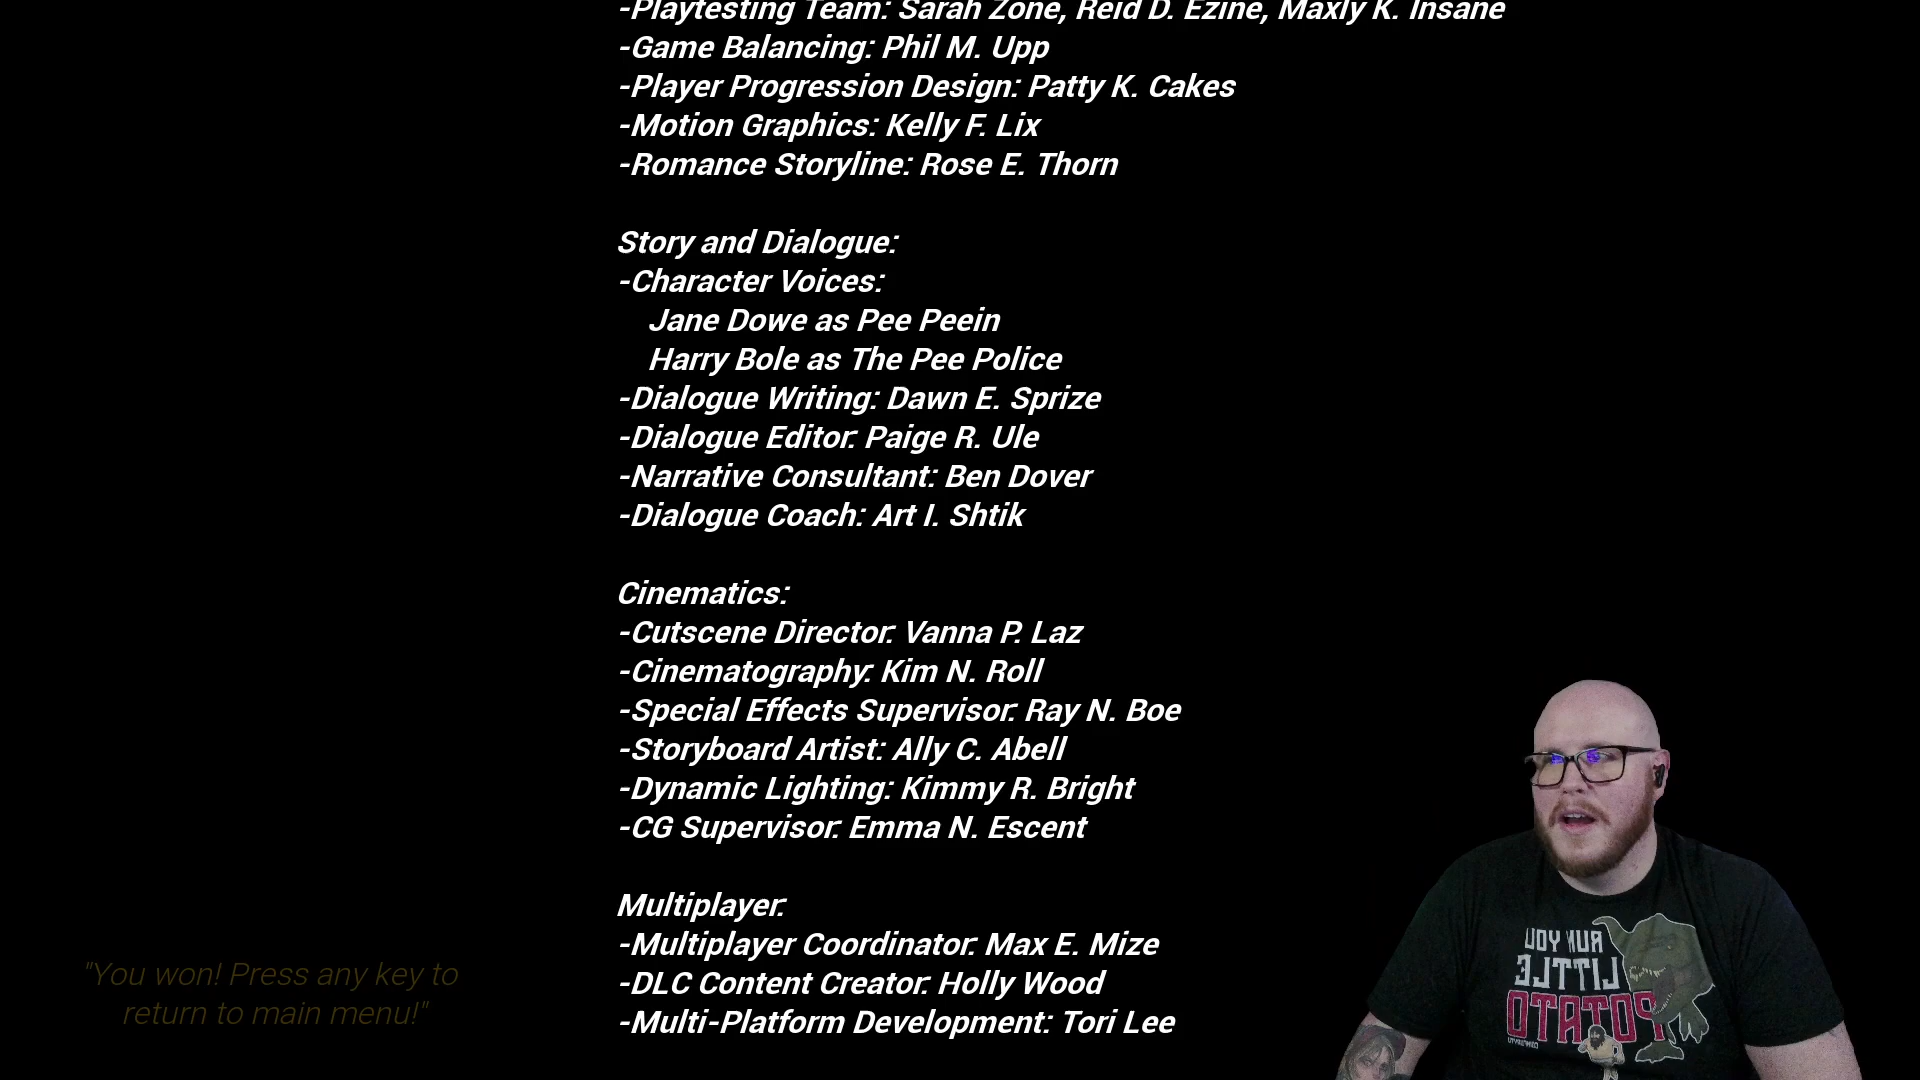 -Playtesting Team: Sarah Zone, Reid D. Ezine, Maxly K. Insane
-Game Balancing: Phil M. Upp
-Player Progression Design: Patty K. Cakes
-Motion Graphics: Kelly F. Lix
-Romance Storyline: Rose E. Thorn
Story and Dialogue:
-Character Voices:
Jane Dowe as Pee Peein
Harry Bole as The Pee Police
-Dialogue Writing: Dawn E. Sprize
-Dialogue Editor: Paige R. Ule
-Narrative Consultant: Ben Dover
-Dialogue Coach: Art I. Shtik
Cinematics:
-Cutscene Director: Vanna P. Laz
-Cinematography: Kim N. Roll
-Special Effects Supervisor: Ray N. Boe
-Storyboard Artist: Ally C. Abell
-Dynamic Lighting: Kimmy R. Bright
-CG Supervisor: Emma N. Escent
Multiplayer:
-Multiplayer Coordinator: Max E. Mize
-DLC Content Creator: Holly Wood
-Multi-Platform Development: Tori Lee
"You won! Press any key to
return to main menu!"
RUN YOU
LITTLE
POTATO